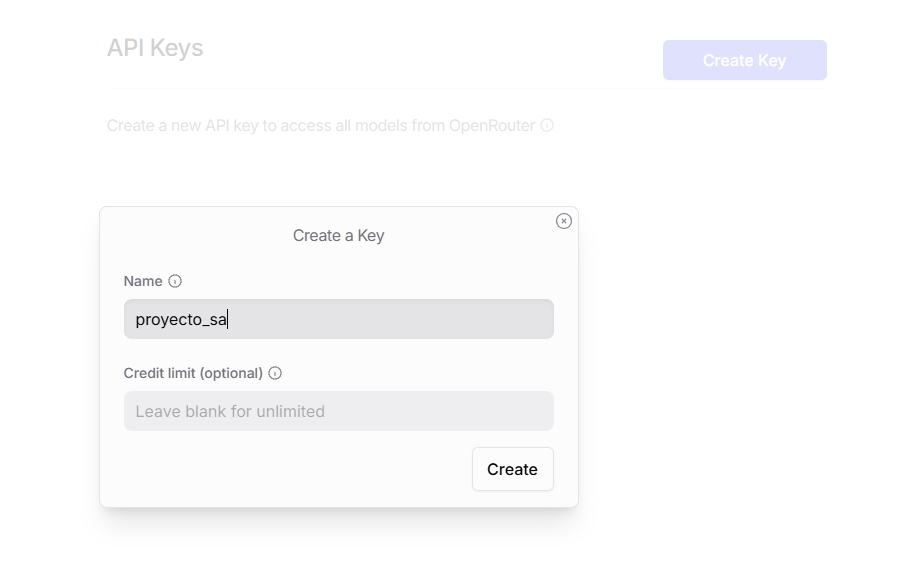 API Keys
Create Key
Create a new API key to access all models from OpenRouter
Create a Key
Name
proyecto_sa
Credit limit (optional)
Leave blank for unlimited
Create